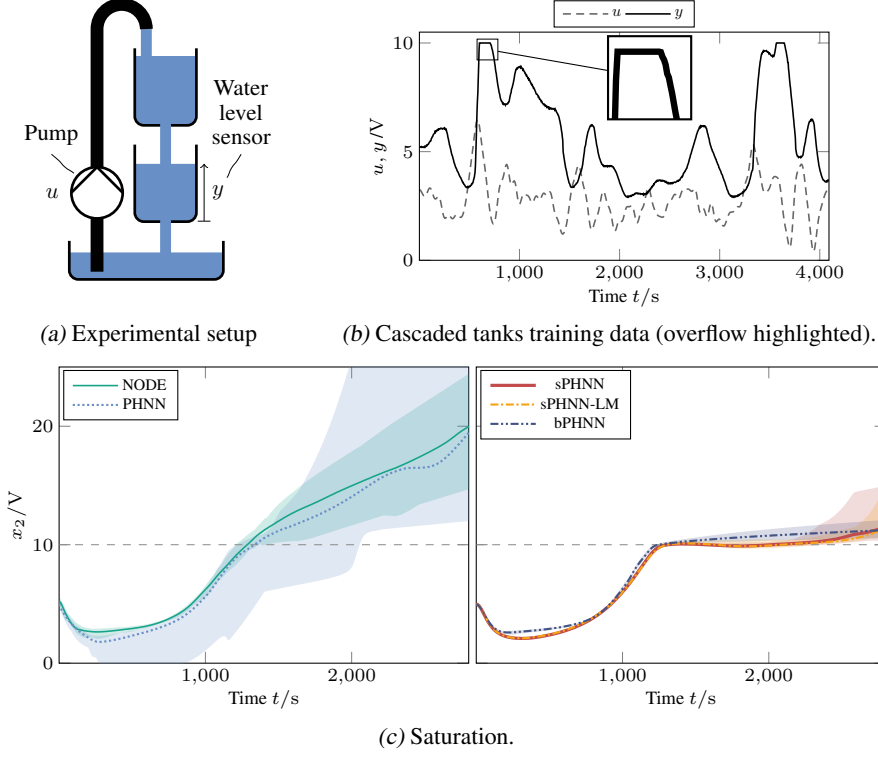 Pump
u
Water
level
sensor
y
(a) Experimental setup
u y
10
5
0
u, y/V
1,000 2,000 3,000 4,000
Time t/s
(b) Cascaded tanks training data (overflow highlighted).
NODE
PHNN
20
10
0
x₂/V
1,000 2,000
Time t/s
sPHNN
sPHNN-LM
bPHNN
1,000 2,000
Time t/s
(c) Saturation.